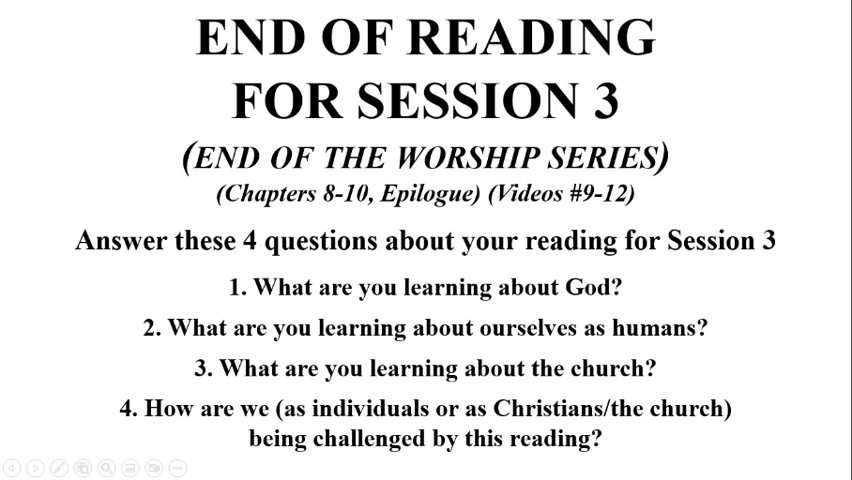 END OF READING
FOR SESSION 3
(END OF THE WORSHIP SERIES)
(Chapters 8-10, Epilogue) (Videos #9-12)
Answer these 4 questions about your reading for Session 3
1. What are you learning about God?
2. What are you learning about ourselves as humans?
3. What are you learning about the church?
4. How are we (as individuals or as Christians/the church)
being challenged by this reading?